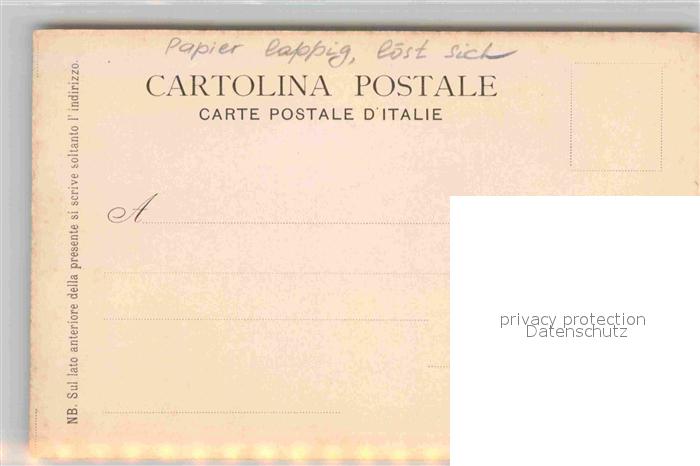 Papier lappig, löst sich
CARTOLINA POSTALE
CARTE POSTALE D'ITALIE
NB. Sul lato anteriore della presente si scrive soltanto l'indirizzo.
A
privacy protection
Datenschutz